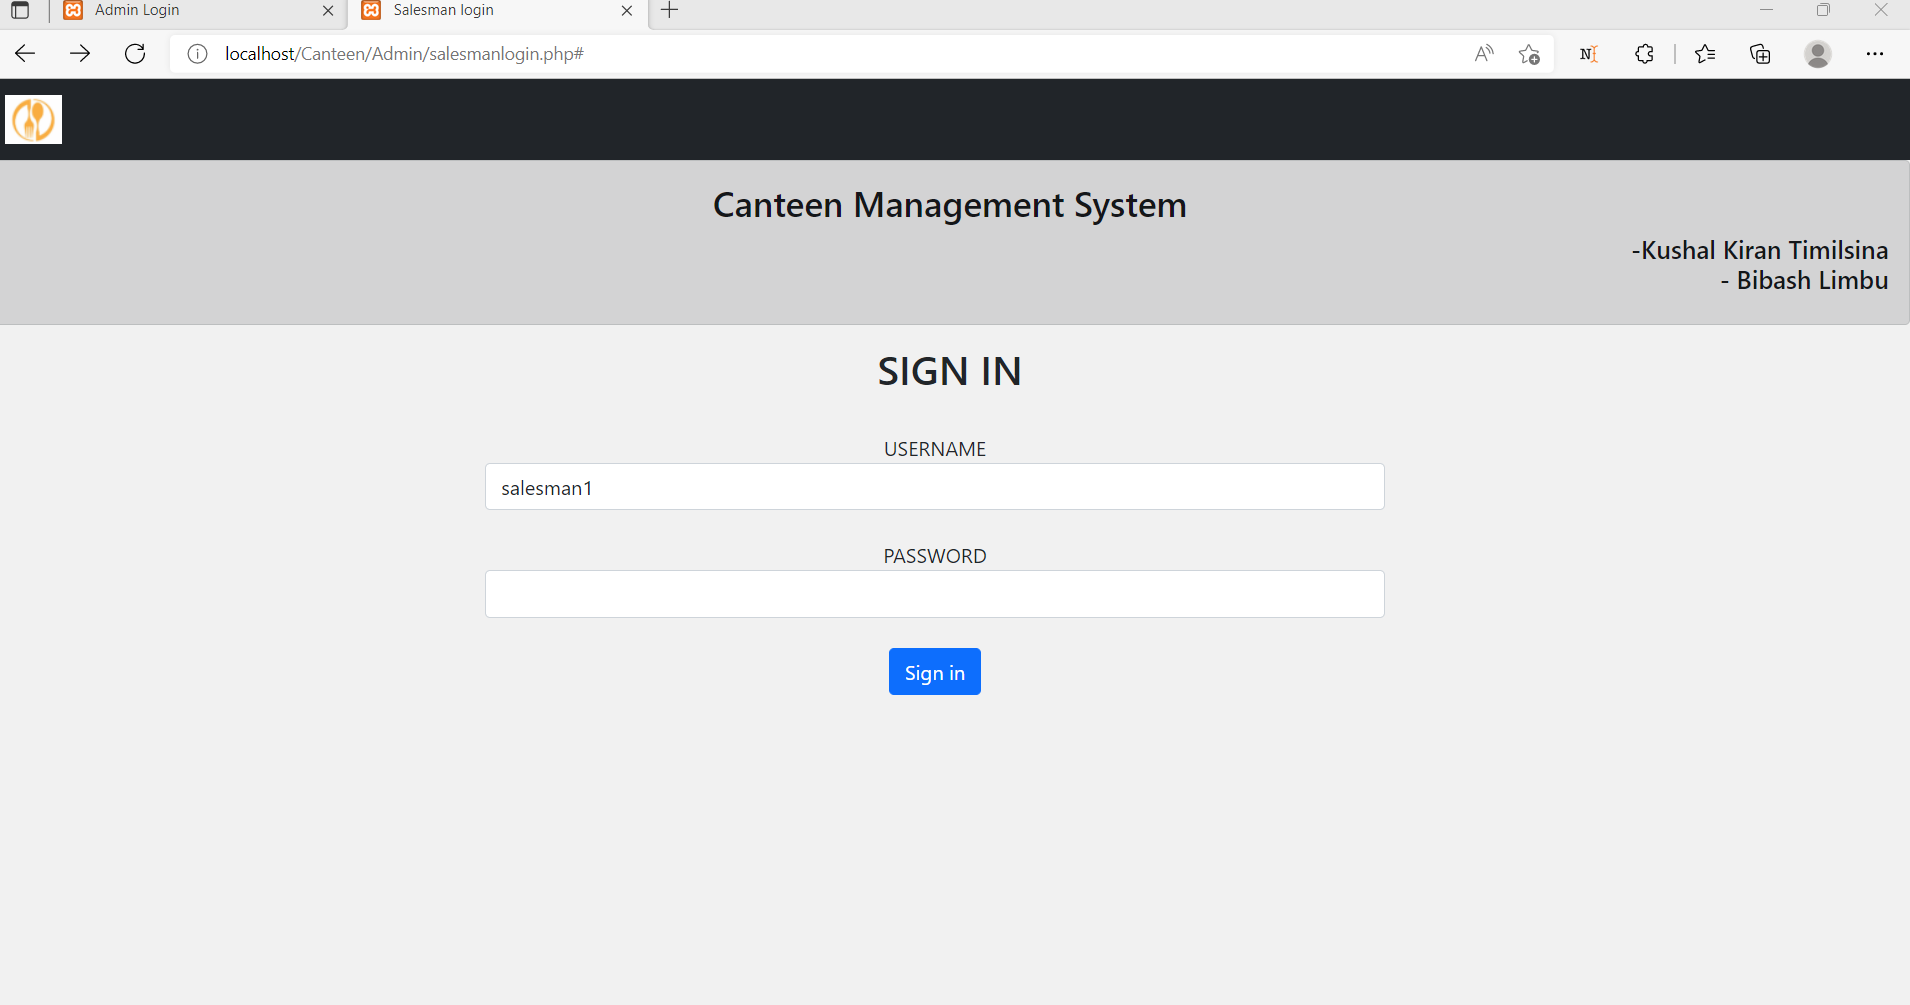 Admin Login
Salesman login
localhost/Canteen/Admin/salesmanlogin.php#
Canteen Management System
-Kushal Kiran Timilsina
- Bibash Limbu
SIGN IN
USERNAME
salesman1
PASSWORD
Sign in